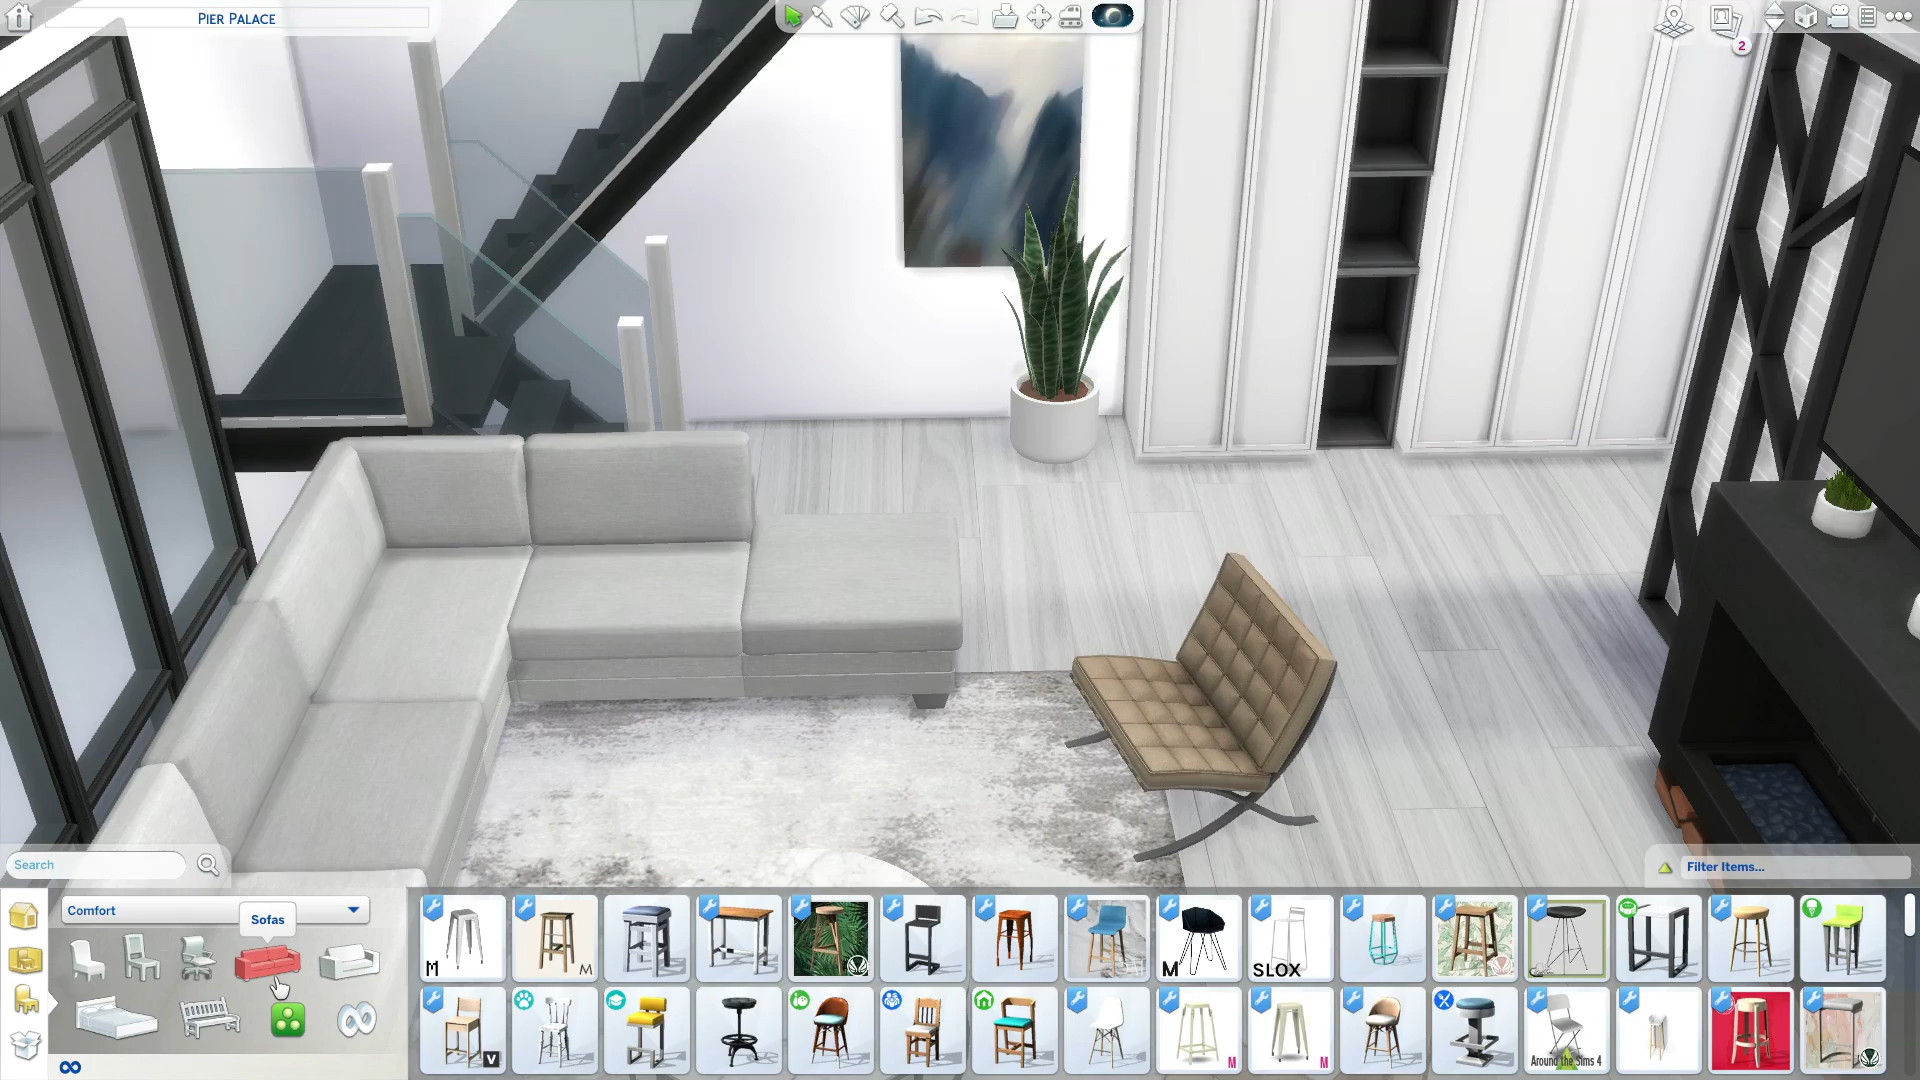 PIER PALACE
2
Search
Filter Items...
Comfort
Sofas
M
M
M
SLOX
V
M
M
Around the Sims 4